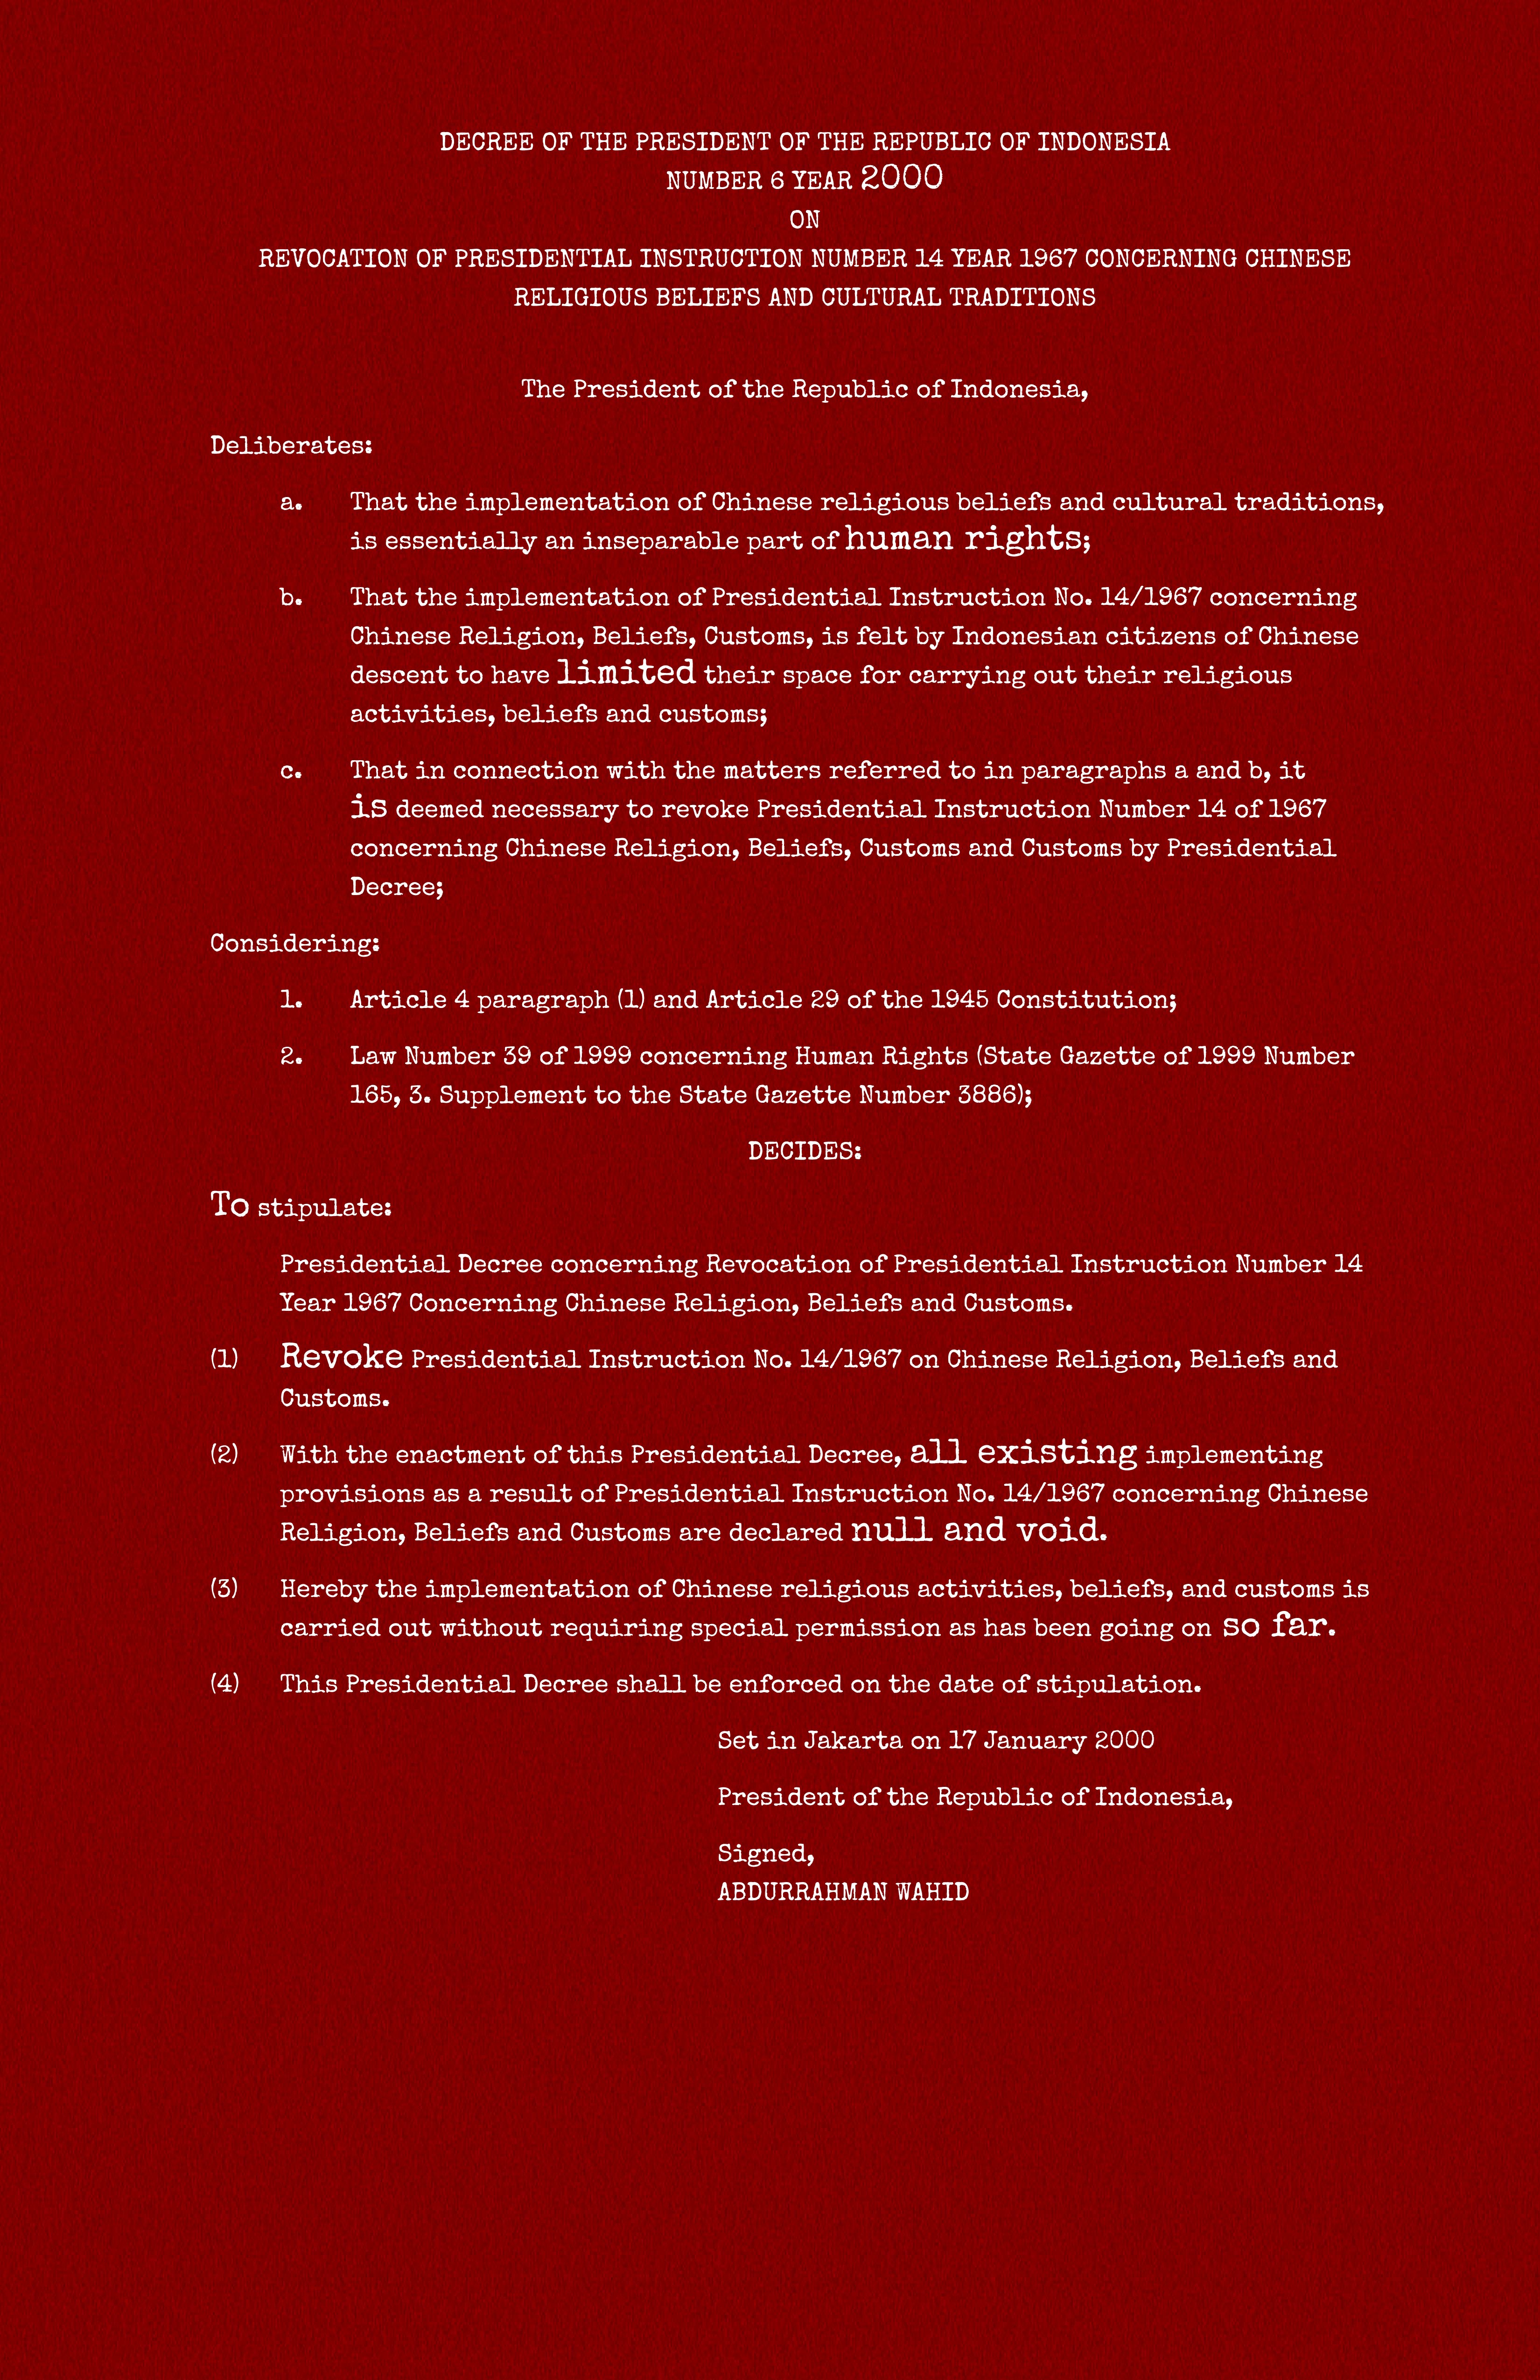 DECREE OF THE PRESIDENT OF THE REPUBLIC OF INDONESIA
NUMBER 6 YEAR 2000
ON
REVOCATION OF PRESIDENTIAL INSTRUCTION NUMBER 14 YEAR 1967 CONCERNING CHINESE
RELIGIOUS BELIEFS AND CULTURAL TRADITIONS
The President of the Republic of Indonesia,
Deliberates:
a. That the implementation of Chinese religious beliefs and cultural traditions,
is essentially an inseparable part of human rights;
b. That the implementation of Presidential Instruction No. 14/1967 concerning
Chinese Religion, Beliefs, Customs, is felt by Indonesian citizens of Chinese
descent to have limited their space for carrying out their religious
activities, beliefs and customs;
c. That in connection with the matters referred to in paragraphs a and b, it
is deemed necessary to revoke Presidential Instruction Number 14 of 1967
concerning Chinese Religion, Beliefs, Customs and Customs by Presidential
Decree;
Considering:
1. Article 4 paragraph (1) and Article 29 of the 1945 Constitution;
2. Law Number 39 of 1999 concerning Human Rights (State Gazette of 1999 Number
165, 3. Supplement to the State Gazette Number 3886);
DECIDES:
To stipulate:
Presidential Decree concerning Revocation of Presidential Instruction Number 14
Year 1967 Concerning Chinese Religion, Beliefs and Customs.
(1) Revoke Presidential Instruction No. 14/1967 on Chinese Religion, Beliefs and
Customs.
(2) With the enactment of this Presidential Decree, all existing implementing
provisions as a result of Presidential Instruction No. 14/1967 concerning Chinese
Religion, Beliefs and Customs are declared null and void.
(3) Hereby the implementation of Chinese religious activities, beliefs, and customs is
carried out without requiring special permission as has been going on so far.
(4) This Presidential Decree shall be enforced on the date of stipulation.
Set in Jakarta on 17 January 2000
President of the Republic of Indonesia,
Signed,
ABDURRAHMAN WAHID